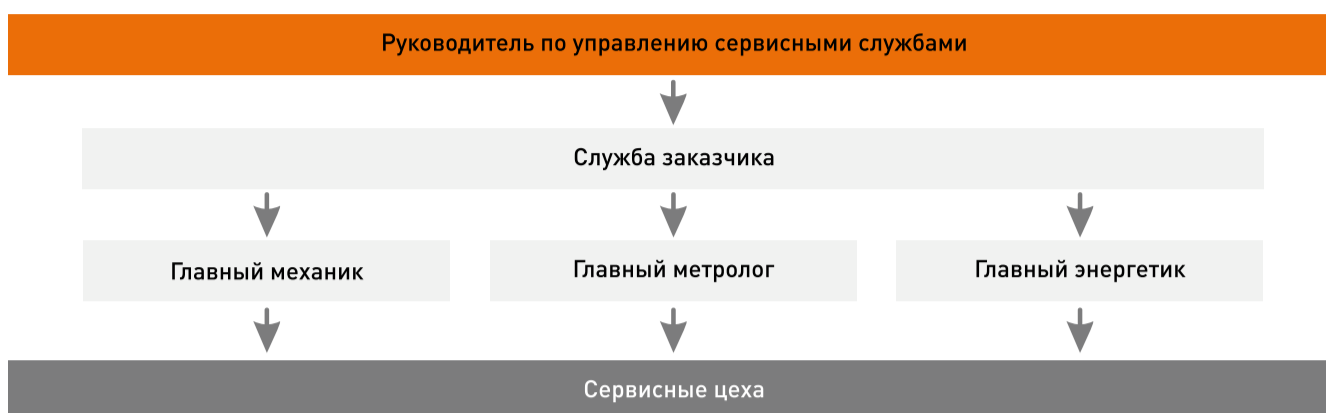 Руководитель по управлению сервисными службами
Служба заказчика
Главный механик
Главный метролог
Главный энергетик
Сервисные цеха